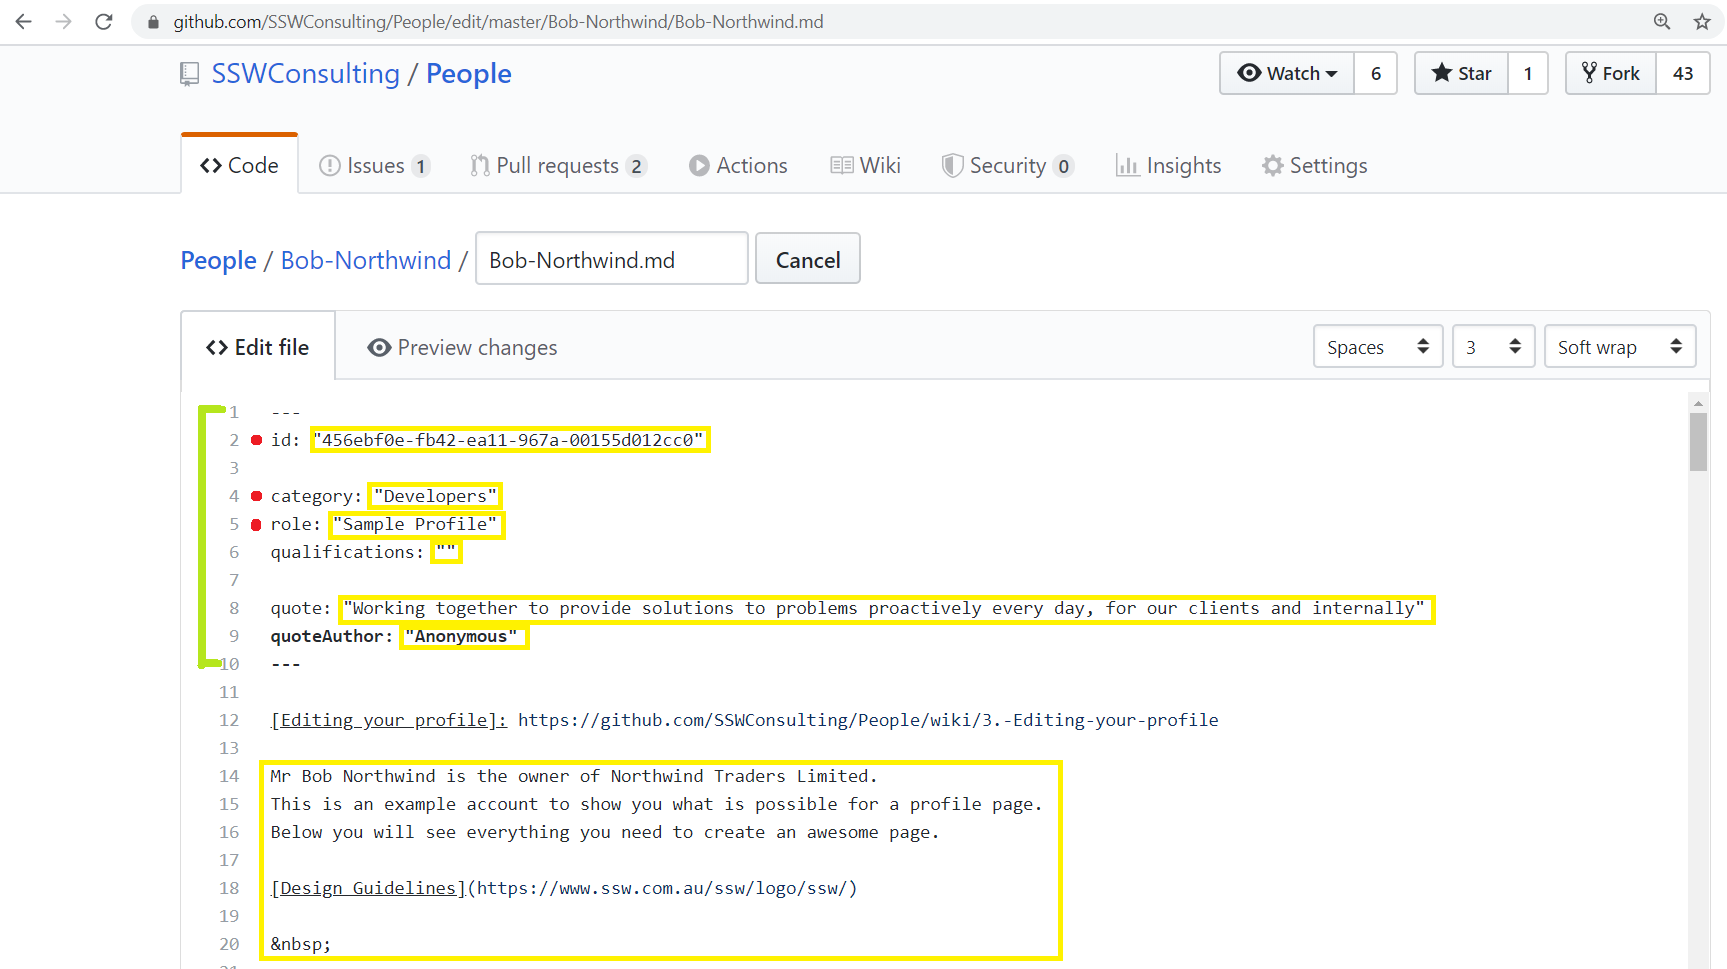 github.com/SSWConsulting/People/edit/master/Bob-Northwind/Bob-Northwind.md
SSWConsulting / People
Watch 6 Star 1 Fork 43
Code Issues 1 Pull requests 2 Actions Wiki Security 0 Insights Settings
People / Bob-Northwind / Bob-Northwind.md Cancel
Edit file Preview changes Spaces 3 Soft wrap
1 ---
2 id: "456ebf0e-fb42-ea11-967a-00155d012cc0"
3
4 category: "Developers"
5 role: "Sample Profile"
6 qualifications: ""
7
8 quote: "Working together to provide solutions to problems proactively every day, for our clients and internally"
9 quoteAuthor: "Anonymous"
10 ---
11
12 [Editing your profile]: https://github.com/SSWConsulting/People/wiki/3.-Editing-your-profile
13
14 Mr Bob Northwind is the owner of Northwind Traders Limited.
15 This is an example account to show you what is possible for a profile page.
16 Below you will see everything you need to create an awesome page.
17
18 [Design Guidelines](https://www.ssw.com.au/ssw/logo/ssw/)
19
20 &nbsp;